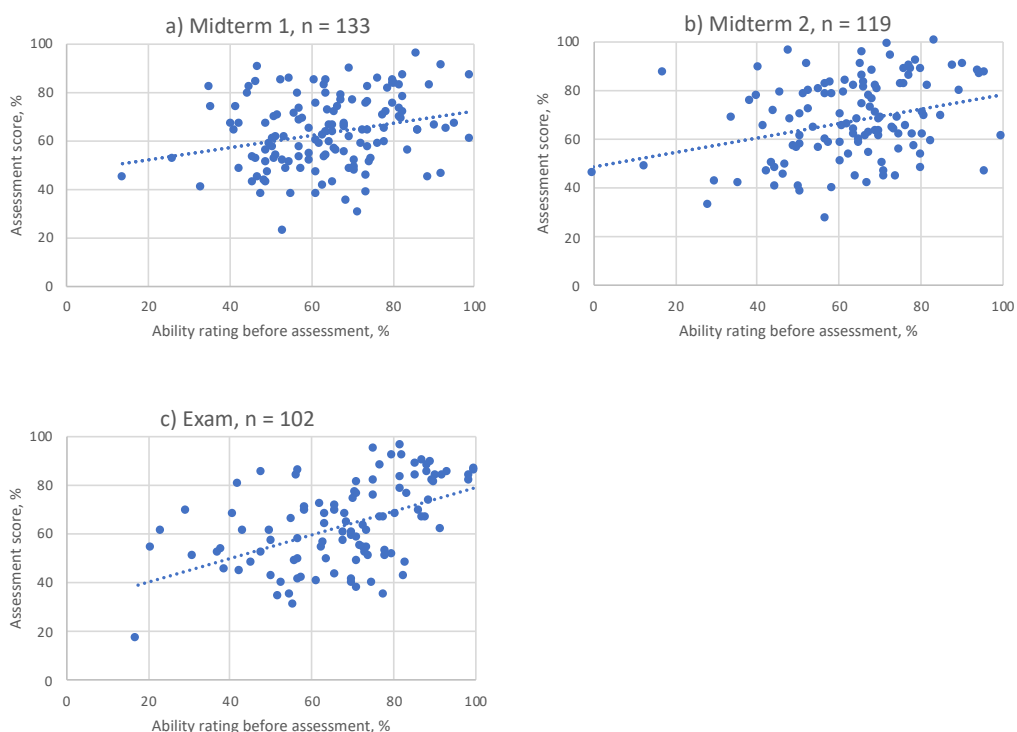 a) Midterm 1, n = 133
100
80
60
40
20
0
Assessment score, %
0 20 40 60 80 100
Ability rating before assessment, %
b) Midterm 2, n = 119
100
80
60
40
20
0
Assessment score, %
0 20 40 60 80 100
Ability rating before assessment, %
c) Exam, n = 102
100
80
60
40
20
0
Assessment score, %
0 20 40 60 80 100
Ability rating before assessment, %